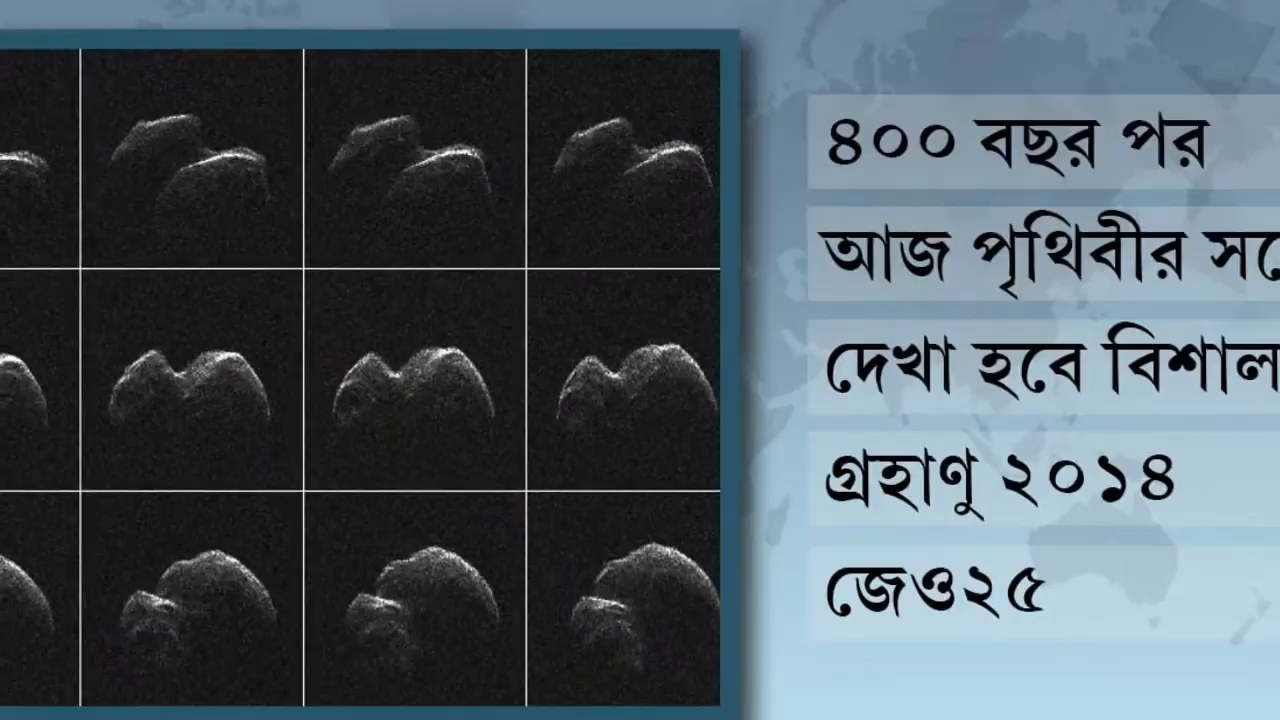 ৪০০ বছর পর
আজ পৃথিবীর
দেখা হবে বিশাল
গ্রহাণু ২০১৪
জেও২৫